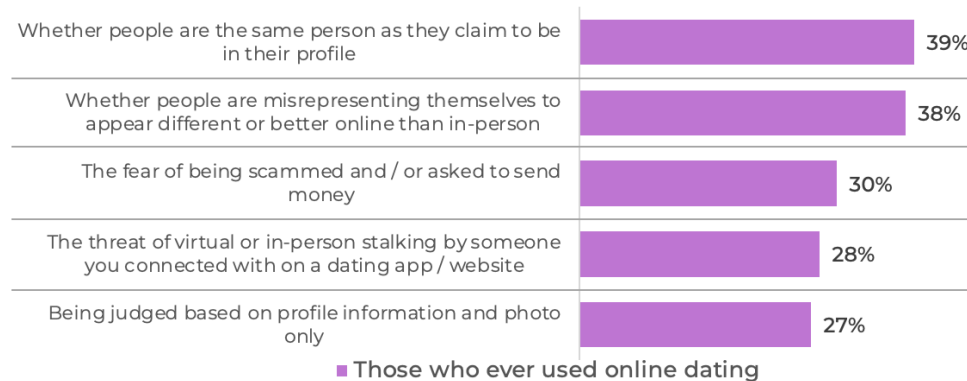 Whether people are the same person as they claim to be
in their profile
39%
Whether people are misrepresenting themselves to
appear different or better online than in-person
38%
The fear of being scammed and / or asked to send
money
30%
The threat of virtual or in-person stalking by someone
you connected with on a dating app / website
28%
Being judged based on profile information and photo
only
27%
Those who ever used online dating